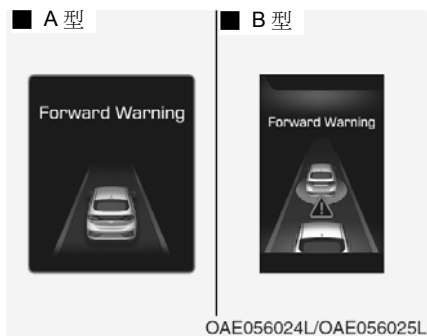 ■ A 型
■ B 型
Forward Warning
Forward Warning
OAE056024L/OAE056025L